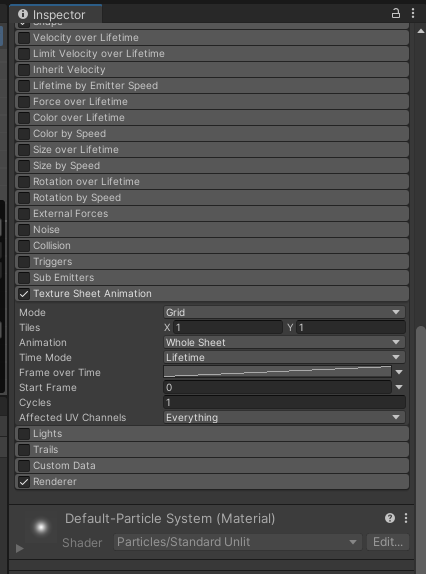 Inspector
Shape
Velocity over Lifetime
Limit Velocity over Lifetime
Inherit Velocity
Lifetime by Emitter Speed
Force over Lifetime
Color over Lifetime
Color by Speed
Size over Lifetime
Size by Speed
Rotation over Lifetime
Rotation by Speed
External Forces
Noise
Collision
Triggers
Sub Emitters
Texture Sheet Animation
Mode Grid
Tiles X 1 Y 1
Animation Whole Sheet
Time Mode Lifetime
Frame over Time
Start Frame 0
Cycles 1
Affected UV Channels Everything
Lights
Trails
Custom Data
Renderer
Default-Particle System (Material)
Shader Particles/Standard Unlit Edit...